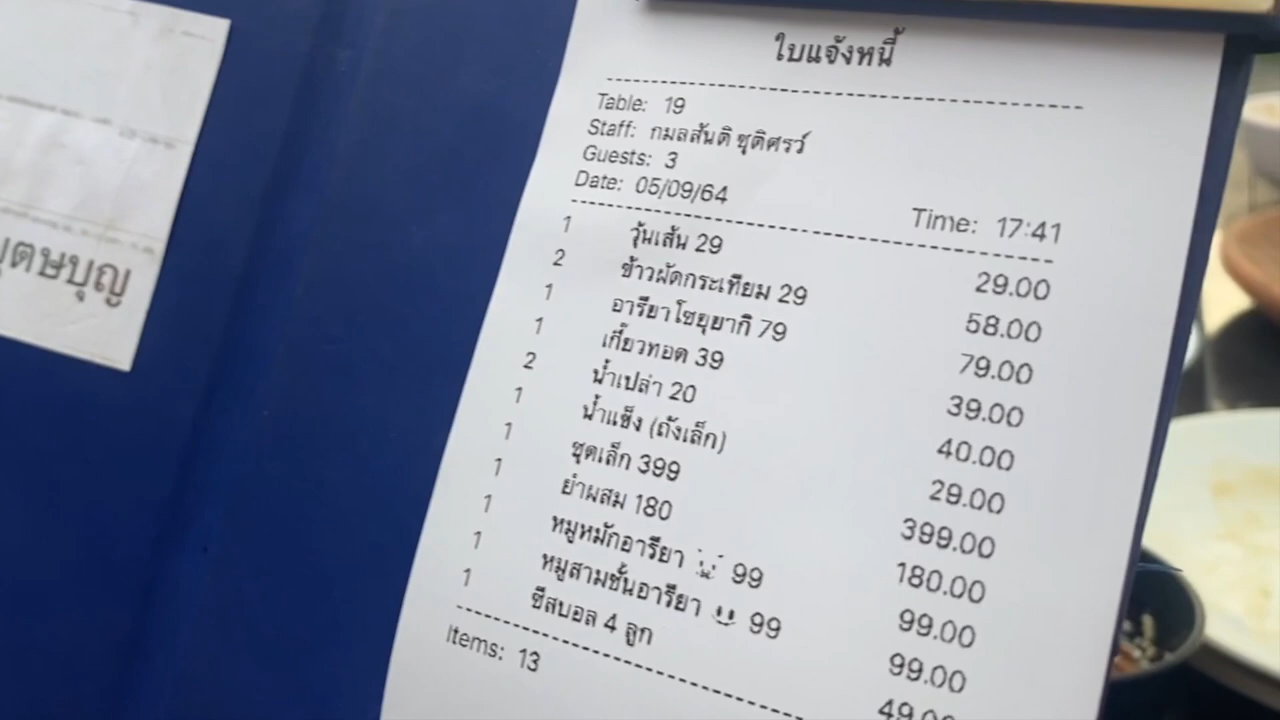 ใบแจ้งหนี้
Table: 19
Staff: กมลสันติ ชุติศรว์
Guests: 3
Date: 05/09/64 Time: 17:41
1 วุ้นเส้น 29 29.00
2 ข้าวผัดกระเทียม 29 58.00
1 อารียาโชยุยากิ 79 79.00
1 เกี๊ยวทอด 39 39.00
2 น้ำเปล่า 20 40.00
1 น้ำแข็ง (ถังเล็ก) 29.00
1 ชุดเล็ก 399 399.00
1 ยำผสม 180 180.00
1 หมูหมักอารียา 99 99.00
1 หมูสามชั้นอารียา 99 99.00
1 ชีสบอล 4 ลูก 49.00
Items: 13